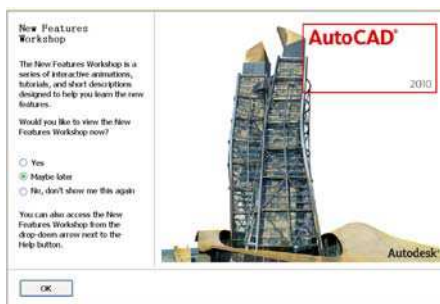 New Features
Workshop
The New Features Workshop is a
series of interactive animations,
tutorials, and short descriptions
designed to help you learn the new
features.
Would you like to view the New
Features Workshop now?
Yes
Maybe later
No, don't show me this again
You can also access the New
Features Workshop from the
drop-down arrow next to the
Help button.
OK
AutoCAD®
2010
Autodesk